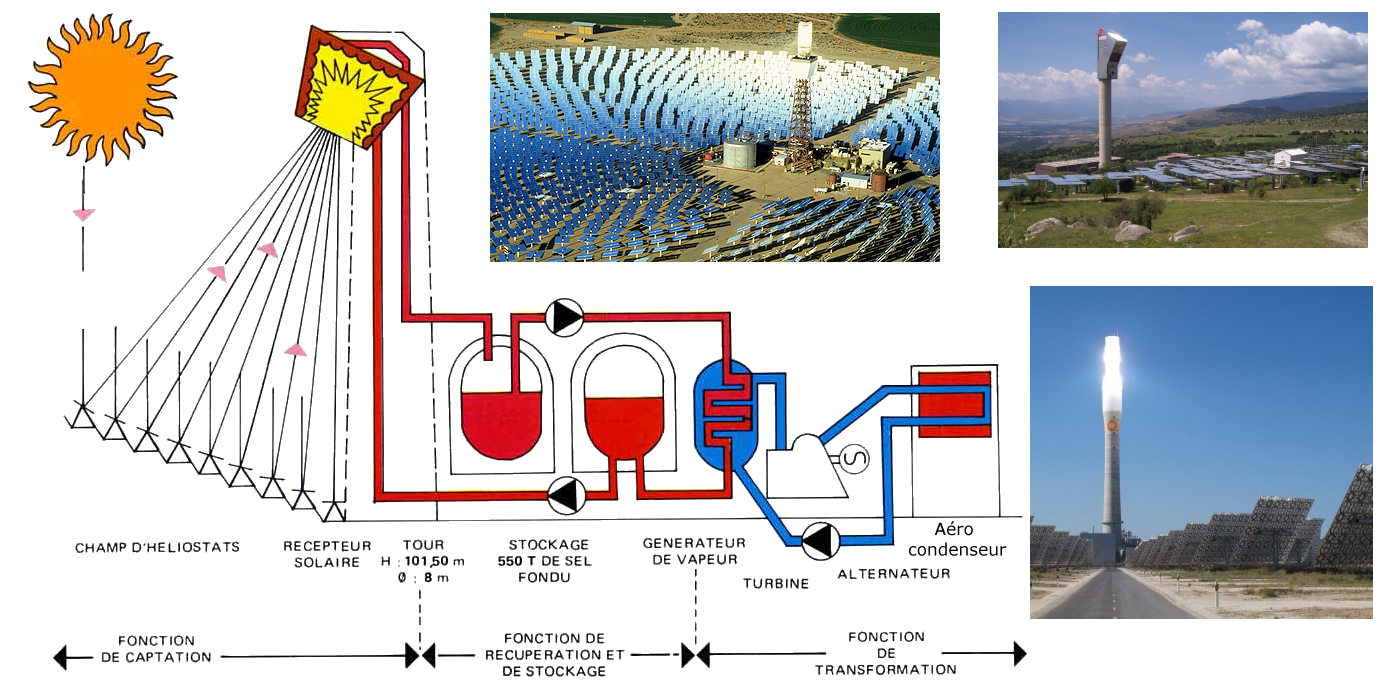 CHAMP D'HELIOSTATS
RECEPTEUR
SOLAIRE
TOUR
H : 101,50 m
Ø : 8 m
STOCKAGE
550 T DE SEL
FONDU
GENERATEUR
DE VAPEUR
TURBINE
ALTERNATEUR
Aéro
condenseur
FONCTION
DE CAPTATION
FONCTION DE
RECUPERATION ET
DE STOCKAGE
FONCTION
DE
TRANSFORMATION